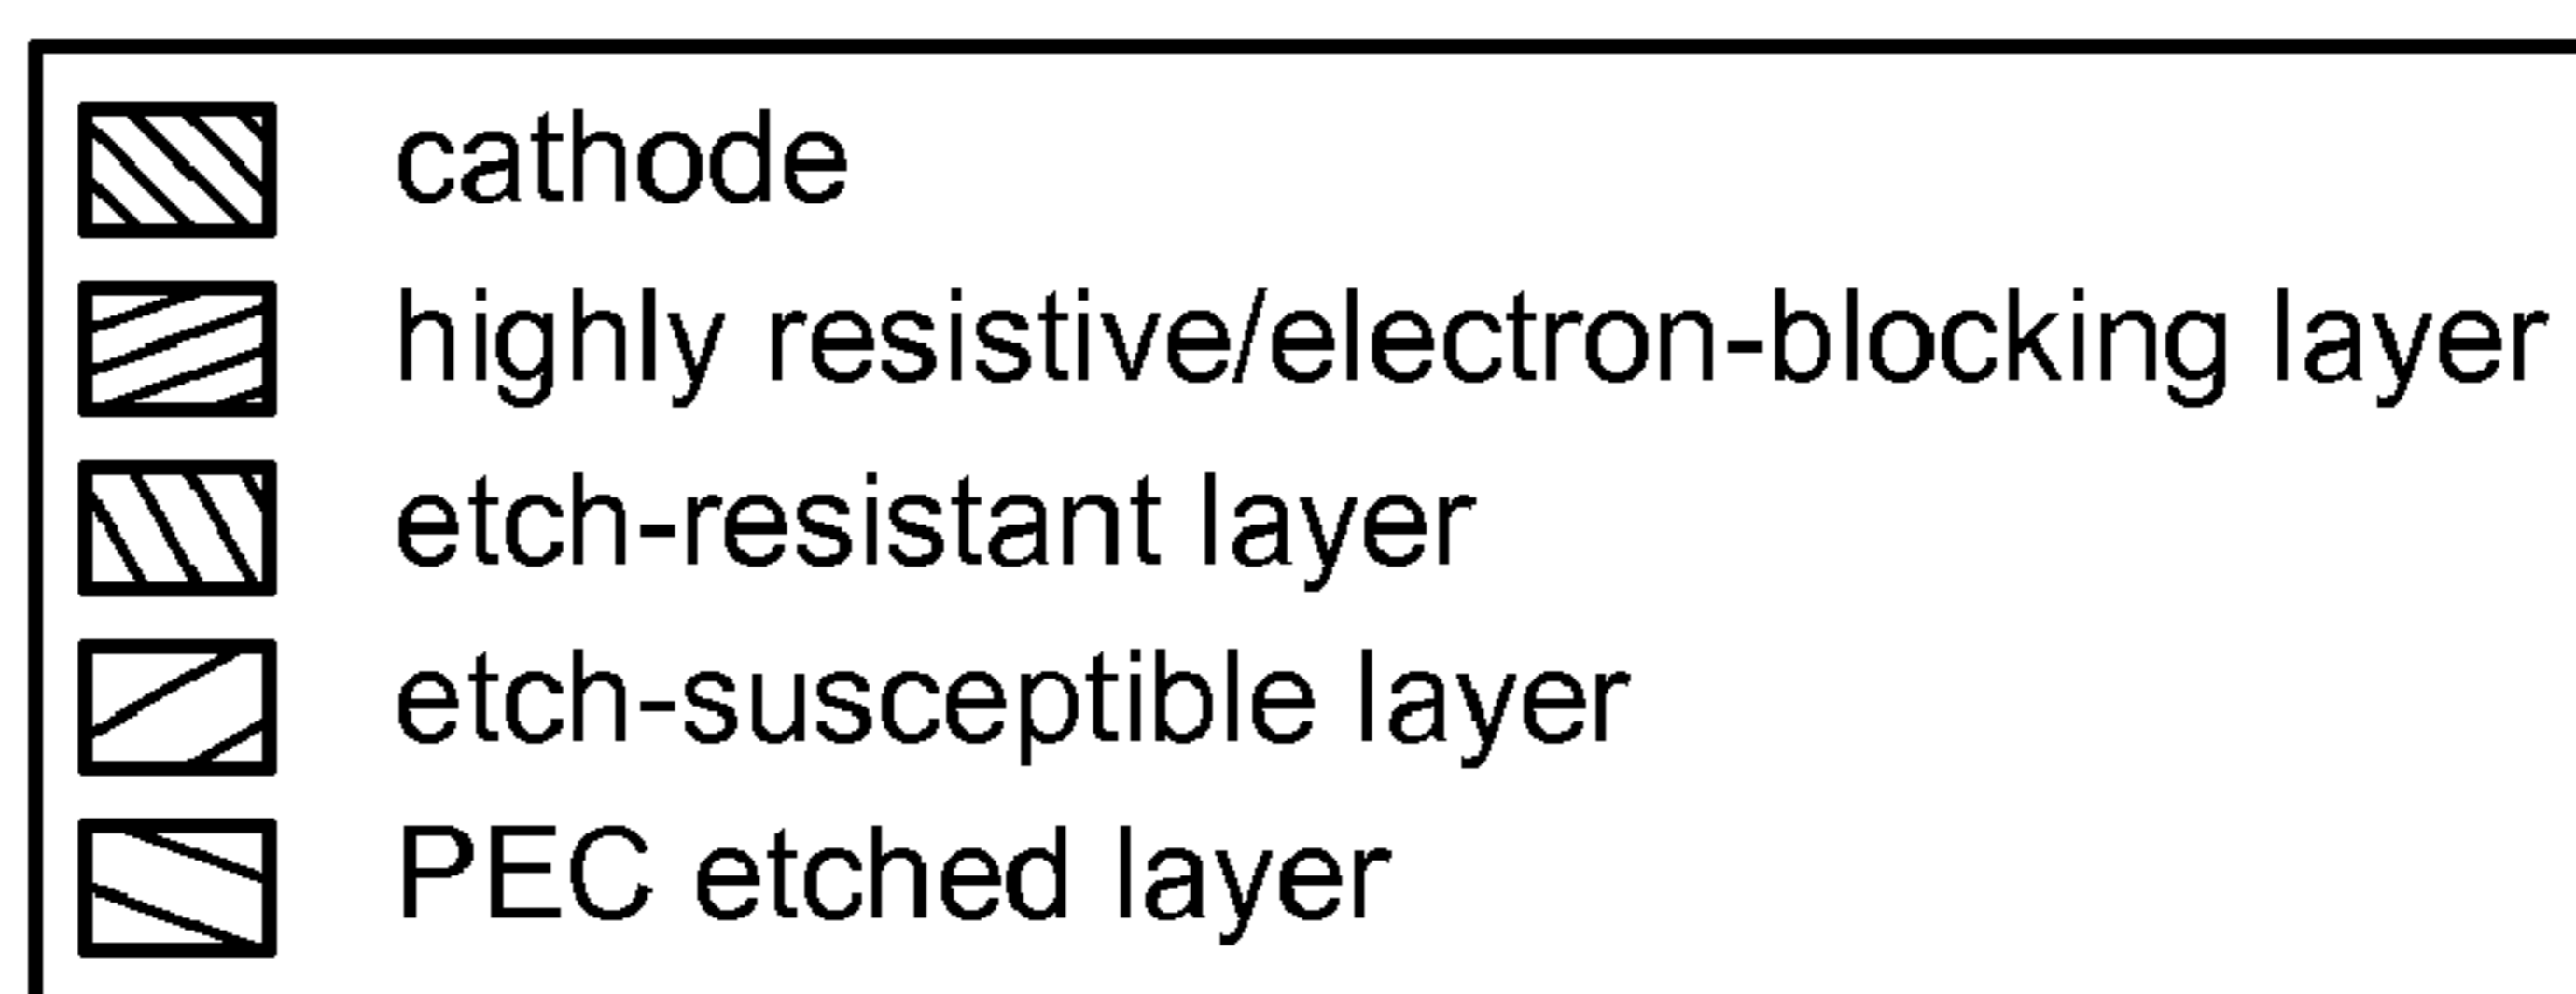 cathode
highly resistive/electron-blocking layer
etch-resistant layer
etch-susceptible layer
PEC etched layer